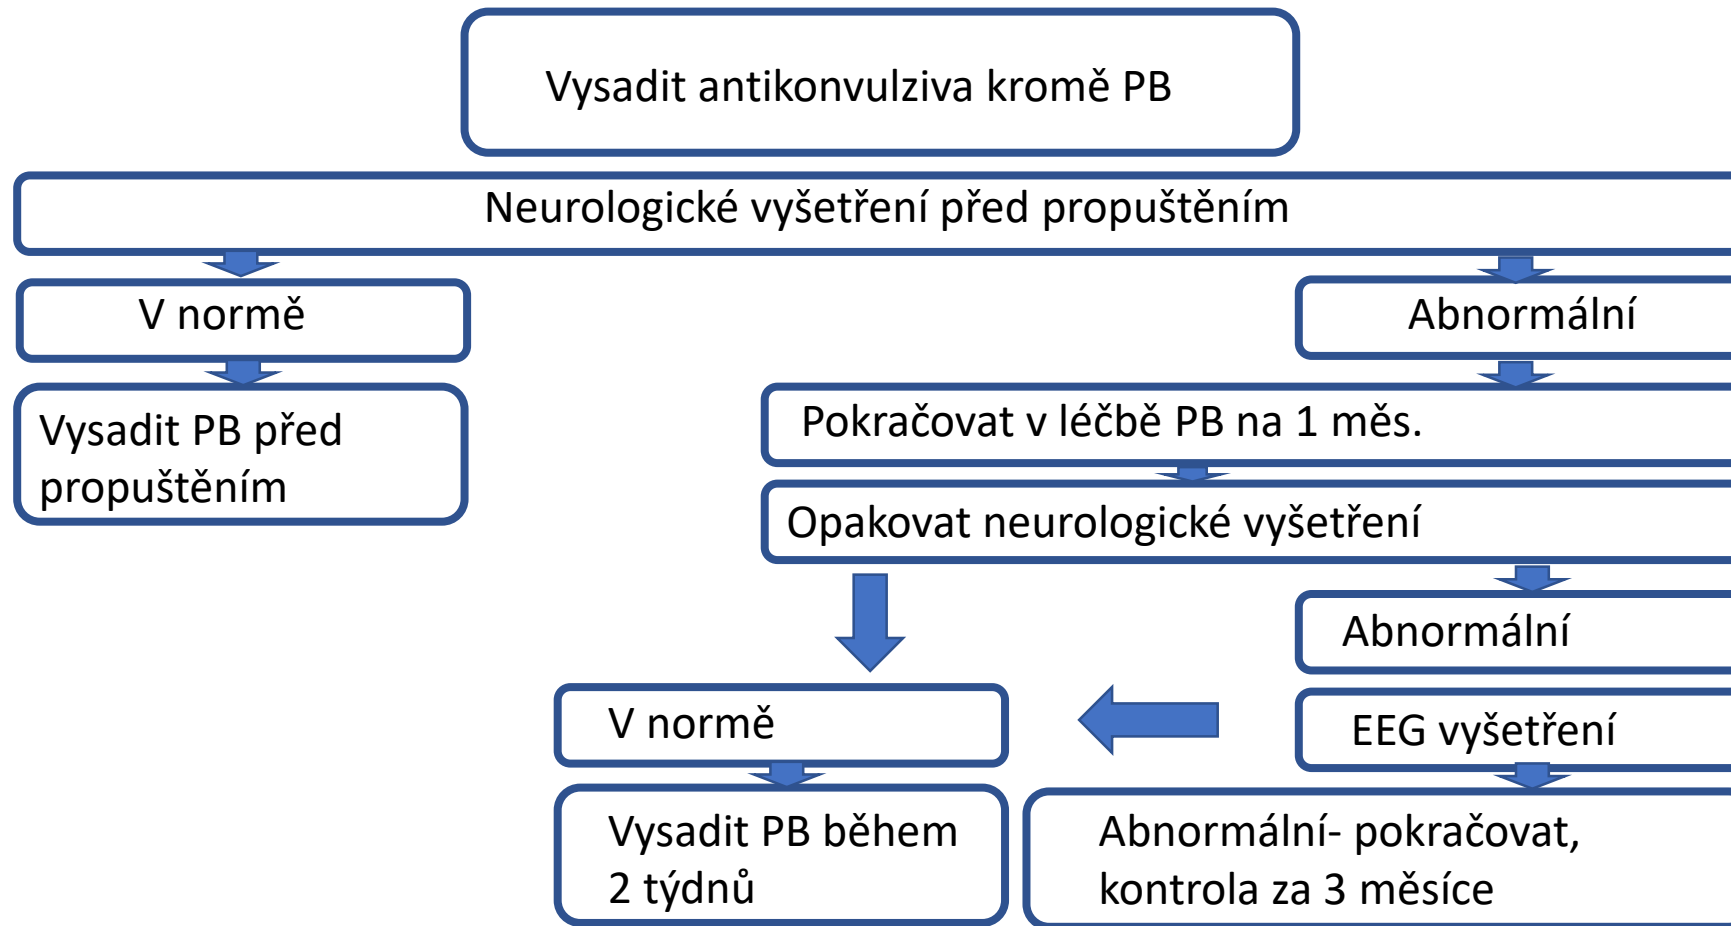 Vysadit antikonvulziva kromě PB
Neurologické vyšetření před propuštěním
V normě
Abnormální
Vysadit PB před
propuštěním
Pokračovat v léčbě PB na 1 měs.
Opakovat neurologické vyšetření
Abnormální
V normě
EEG vyšetření
Vysadit PB během
2 týdnů
Abnormální- pokračovat,
kontrola za 3 měsíce